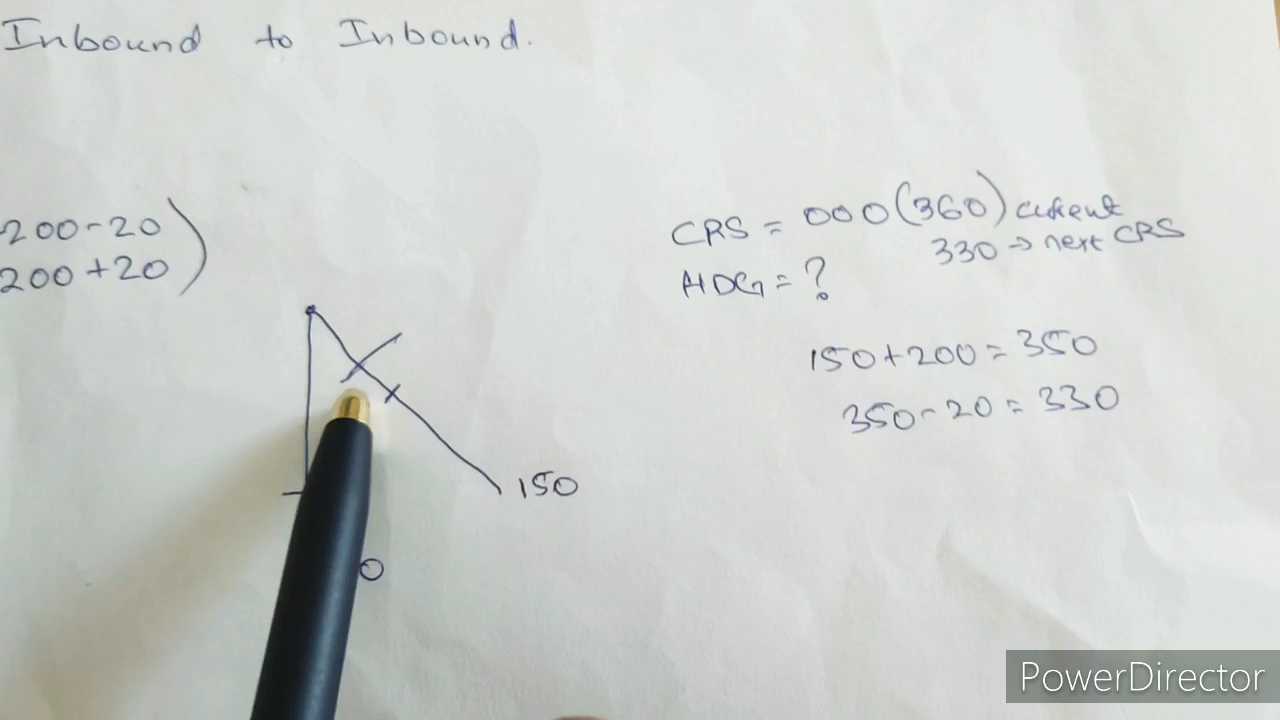 Inbound to Inbound.
200-20)
200+20)
CRS = 000(360) current
330 → next CRS
HDG = ?
150+200=350
350-20=330
150
0
PowerDirector